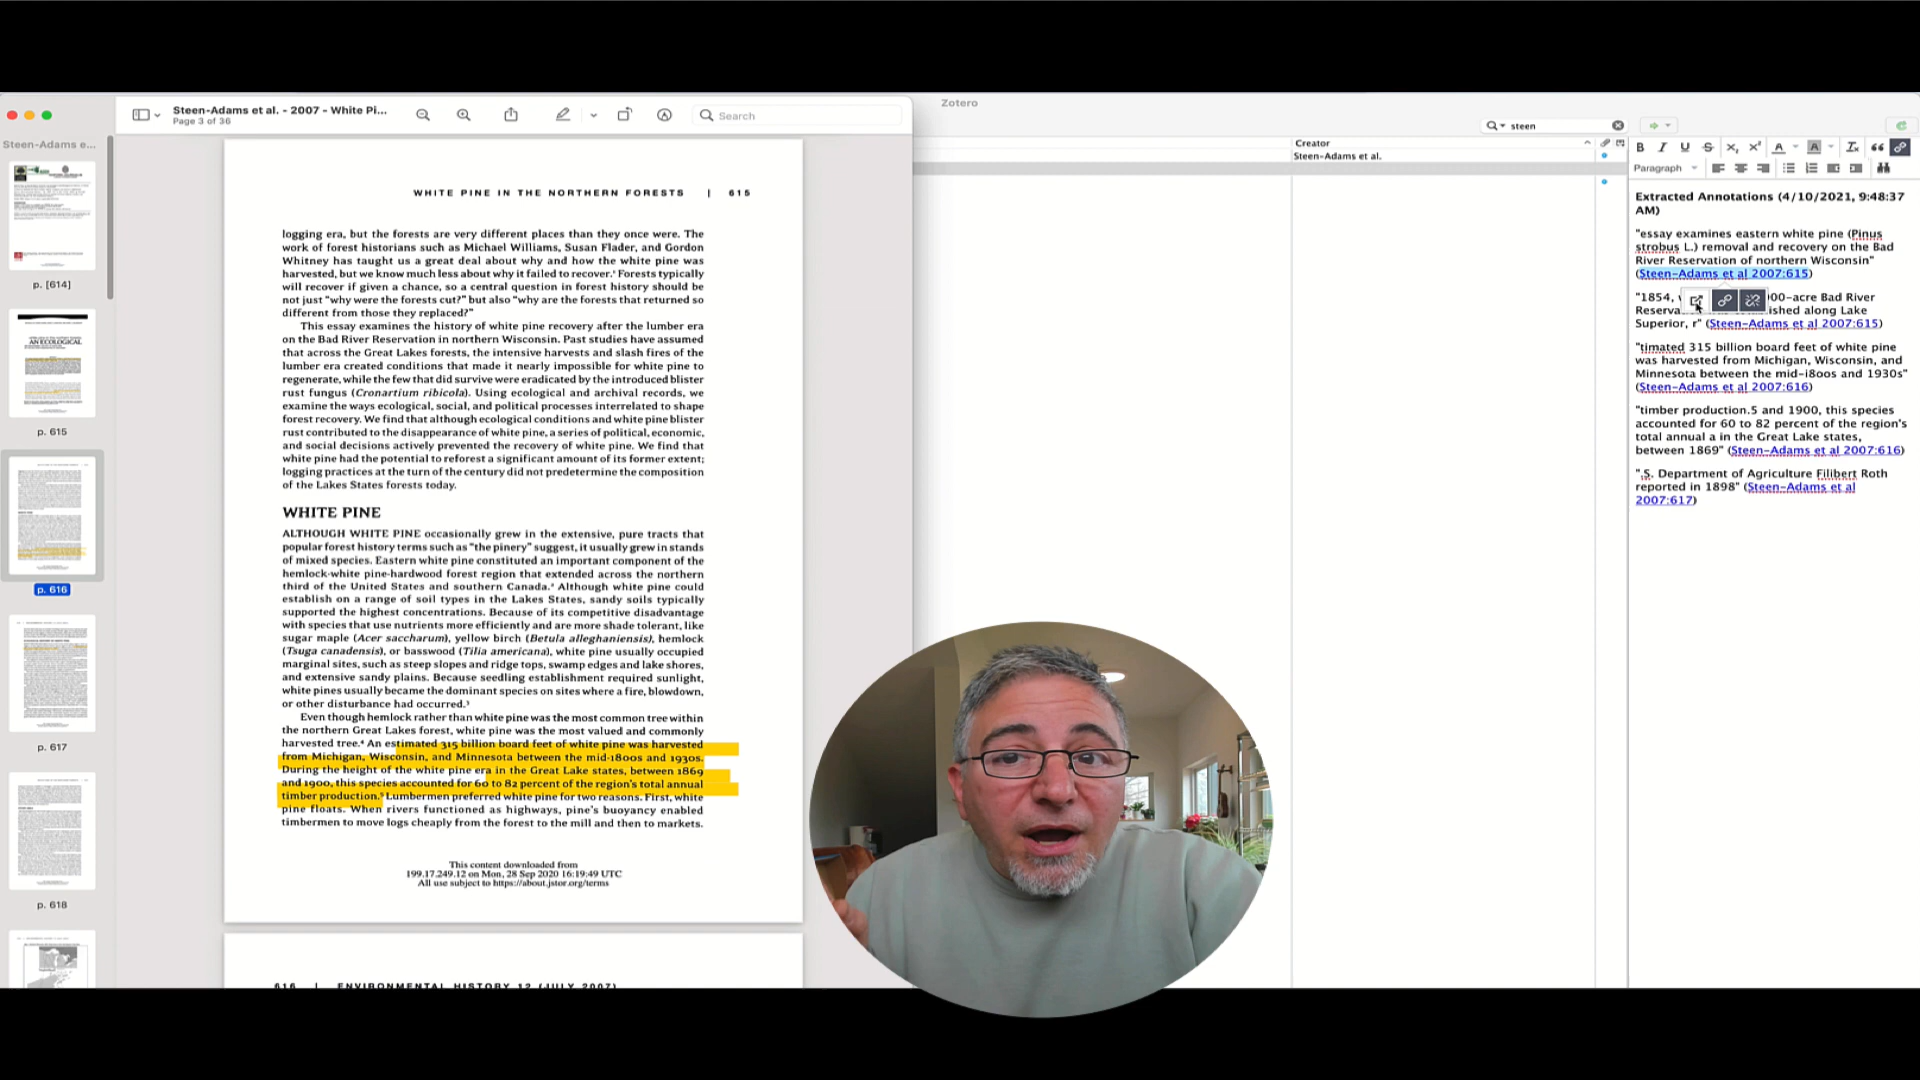 Steen-Adams et al. - 2007 - White Pi...
Page 3 of 36
Search
Steen-Adams e...
p. [614]
AN ECOLOGICAL
p. 615
p. 616
p. 617
p. 618
WHITE PINE IN THE NORTHERN FORESTS | 615
logging era, but the forests are very different places than they once were. The
work of forest historians such as Michael Williams, Susan Flader, and Gordon
Whitney has taught us a great deal about why and how the white pine was
harvested, but we know much less about why it failed to recover.¹ Forests typically
will recover if given a chance, so a central question in forest history should be
not just "why were the forests cut?" but also "why are the forests that returned so
different from those they replaced?"
This essay examines the history of white pine recovery after the lumber era
on the Bad River Reservation in northern Wisconsin. Past studies have assumed
that across the Great Lakes forests, the intensive harvests and slash fires of the
lumber era created conditions that made it nearly impossible for white pine to
regenerate, while the few that did survive were eradicated by the introduced blister
rust fungus (Cronartium ribicola). Using ecological and archival records, we
examine the ways ecological, social, and political processes interrelated to shape
forest recovery. We find that although ecological conditions and white pine blister
rust contributed to the disappearance of white pine, a series of political, economic,
and social decisions actively prevented the recovery of white pine. We find that
white pine had the potential to reforest a significant amount of its former extent;
logging practices at the turn of the century did not predetermine the composition
of the Lakes States forests today.
WHITE PINE
ALTHOUGH WHITE PINE occasionally grew in the extensive, pure tracts that
popular forest history terms such as "the pinery" suggest, it usually grew in stands
of mixed species. Eastern white pine constituted an important component of the
hemlock-white pine-hardwood forest region that extended across the northern
third of the United States and southern Canada.² Although white pine could
establish on a range of soil types in the Lakes States, sandy soils typically
supported the highest concentrations. Because of its competitive disadvantage
with species that use nutrients more efficiently and are more shade tolerant, like
sugar maple (Acer saccharum), yellow birch (Betula alleghaniensis), hemlock
(Tsuga canadensis), or basswood (Tilia americana), white pine usually occupied
marginal sites, such as steep slopes and ridge tops, swamp edges and lake shores,
and extensive sandy plains. Because seedling establishment required sunlight,
white pines usually became the dominant species on sites where a fire, blowdown,
or other disturbance had occurred.³
Even though hemlock rather than white pine was the most common tree within
the northern Great Lakes forest, white pine was the most valued and commonly
harvested tree.⁴ An estimated 315 billion board feet of white pine was harvested
from Michigan, Wisconsin, and Minnesota between the mid-1800s and 1930s.
During the height of the white pine era in the Great Lake states, between 1869
and 1900, this species accounted for 60 to 82 percent of the region's total annual
timber production.⁵ Lumbermen preferred white pine for two reasons. First, white
pine floats. When rivers functioned as highways, pine's buoyancy enabled
timbermen to move logs cheaply from the forest to the mill and then to markets.
This content downloaded from
199.17.249.12 on Mon, 28 Sep 2020 16:19:49 UTC
All use subject to https://about.jstor.org/terms
616 | ENVIRONMENTAL HISTORY 12 (JULY 2007)
Zotero
steen
Creator
Steen-Adams et al.
Paragraph
Extracted Annotations (4/10/2021, 9:48:37
AM)
"essay examines eastern white pine (Pinus
strobus L.) removal and recovery on the Bad
River Reservation of northern Wisconsin"
(Steen-Adams et al 2007:615)
"1854, 00-acre Bad River
Reserva ished along Lake
Superior, r" (Steen-Adams et al 2007:615)
"timated 315 billion board feet of white pine
was harvested from Michigan, Wisconsin, and
Minnesota between the mid-i8oos and 1930s"
(Steen-Adams et al 2007:616)
"timber production.5 and 1900, this species
accounted for 60 to 82 percent of the region's
total annual a in the Great Lake states,
between 1869" (Steen-Adams et al 2007:616)
".S. Department of Agriculture Filibert Roth
reported in 1898" (Steen-Adams et al
2007:617)